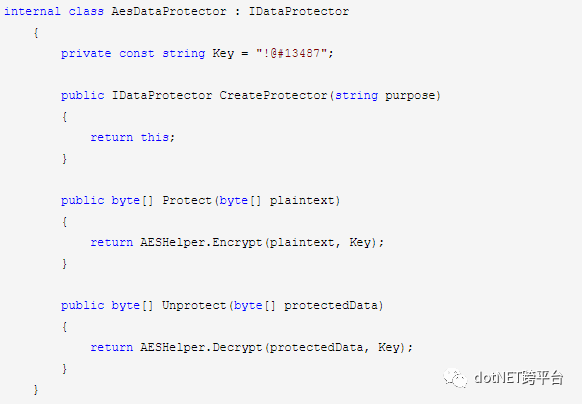 internal class AesDataProtector : IDataProtector
    {
        private const string Key = "!@#13487";

        public IDataProtector CreateProtector(string purpose)
        {
            return this;
        }

        public byte[] Protect(byte[] plaintext)
        {
            return AESHelper.Encrypt(plaintext, Key);
        }

        public byte[] Unprotect(byte[] protectedData)
        {
            return AESHelper.Decrypt(protectedData, Key);
        }
    }
dotNET跨平台